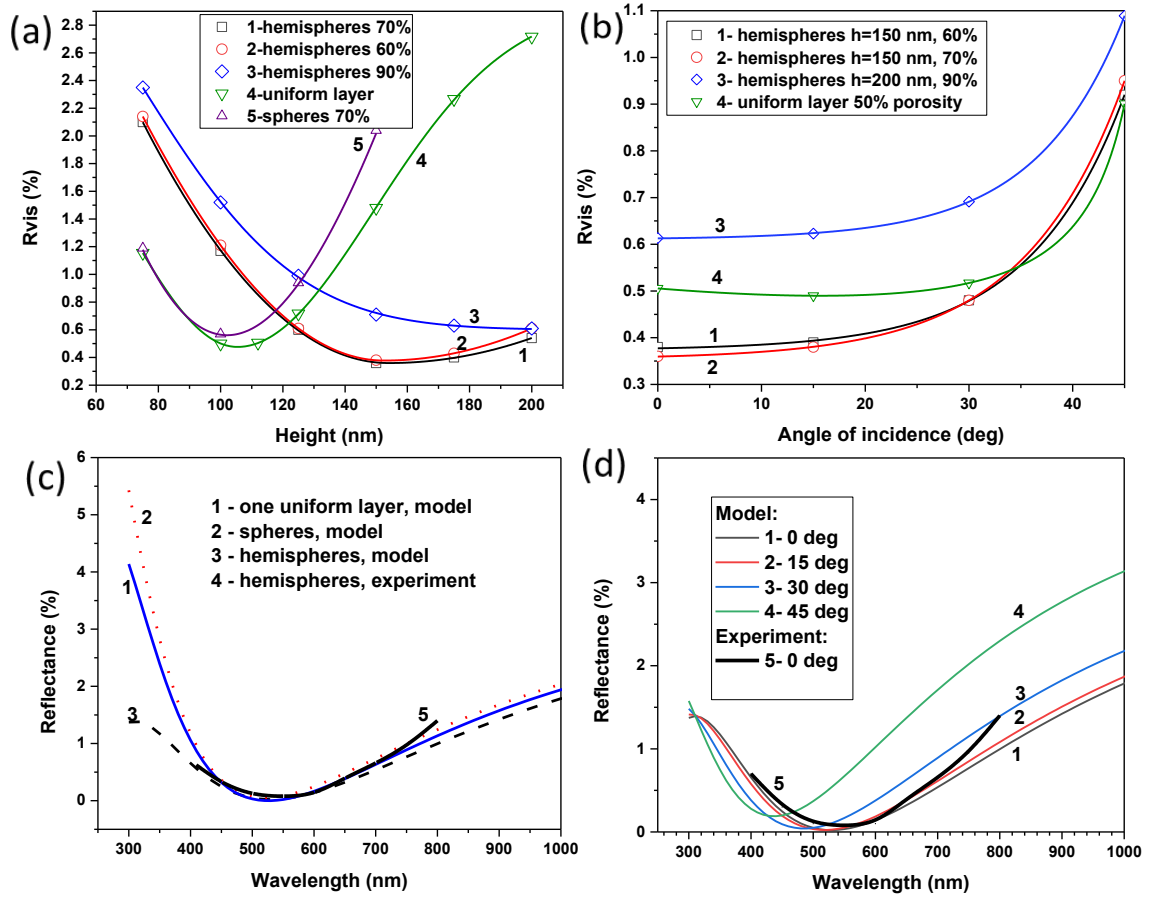 (a)
1-hemispheres 70%
2-hemispheres 60%
3-hemispheres 90%
4-uniform layer
5-spheres 70%
2.8
2.6
2.4
2.2
2.0
1.8
1.6
1.4
1.2
1.0
0.8
0.6
0.4
0.2
Rvis (%)
5
4
3
2
1
60 80 100 120 140 160 180 200
Height (nm)
(b)
1- hemispheres h=150 nm, 60%
2- hemispheres h=150 nm, 70%
3- hemispheres h=200 nm, 90%
4- uniform layer 50% porosity
1.1
1.0
0.9
0.8
0.7
0.6
0.5
0.4
0.3
Rvis (%)
3
4
1
2
0 10 20 30 40
Angle of incidence (deg)
(c)
1 - one uniform layer, model
2 - spheres, model
3 - hemispheres, model
4 - hemispheres, experiment
6
5
4
3
2
1
0
Reflectance (%)
2
1
3
5
300 400 500 600 700 800 900 1000
Wavelength (nm)
(d)
Model:
1- 0 deg
2- 15 deg
3- 30 deg
4- 45 deg
Experiment:
5- 0 deg
4
3
2
1
0
Reflectance (%)
4
3
2
1
5
300 400 500 600 700 800 900 1000
Wavelength (nm)